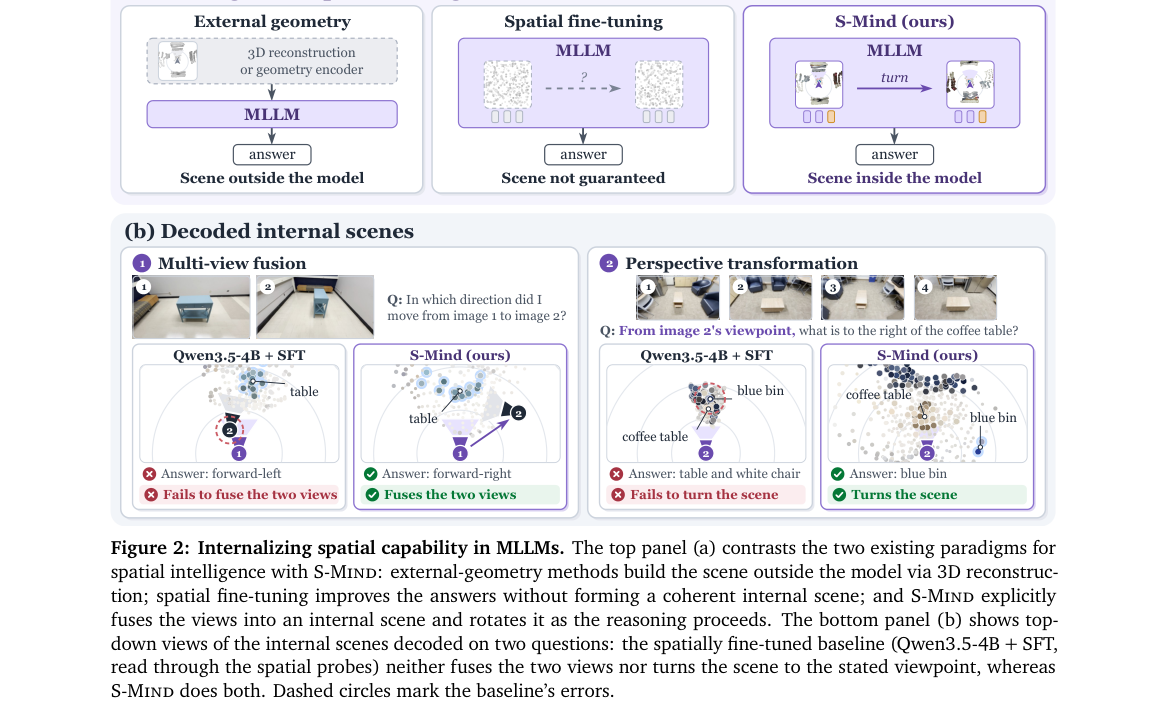 External geometry
3D reconstruction
or geometry encoder
MLLM
answer
Scene outside the model
Spatial fine-tuning
MLLM
?
answer
Scene not guaranteed
S-Mind (ours)
MLLM
turn
answer
Scene inside the model
(b) Decoded internal scenes
1 Multi-view fusion
1
2
Q: In which direction did I
move from image 1 to image 2?
Qwen3.5-4B + SFT
table
2
1
Answer: forward-left
Fails to fuse the two views
S-Mind (ours)
table
2
1
Answer: forward-right
Fuses the two views
2 Perspective transformation
1
2
3
4
Q: From image 2's viewpoint, what is to the right of the coffee table?
Qwen3.5-4B + SFT
blue bin
coffee table
2
Answer: table and white chair
Fails to turn the scene
S-Mind (ours)
coffee table
blue bin
2
Answer: blue bin
Turns the scene
Figure 2: Internalizing spatial capability in MLLMs. The top panel (a) contrasts the two existing paradigms for
spatial intelligence with S-Mind: external-geometry methods build the scene outside the model via 3D reconstruc-
tion; spatial fine-tuning improves the answers without forming a coherent internal scene; and S-Mind explicitly
fuses the views into an internal scene and rotates it as the reasoning proceeds. The bottom panel (b) shows top-
down views of the internal scenes decoded on two questions: the spatially fine-tuned baseline (Qwen3.5-4B + SFT,
read through the spatial probes) neither fuses the two views nor turns the scene to the stated viewpoint, whereas
S-Mind does both. Dashed circles mark the baseline's errors.